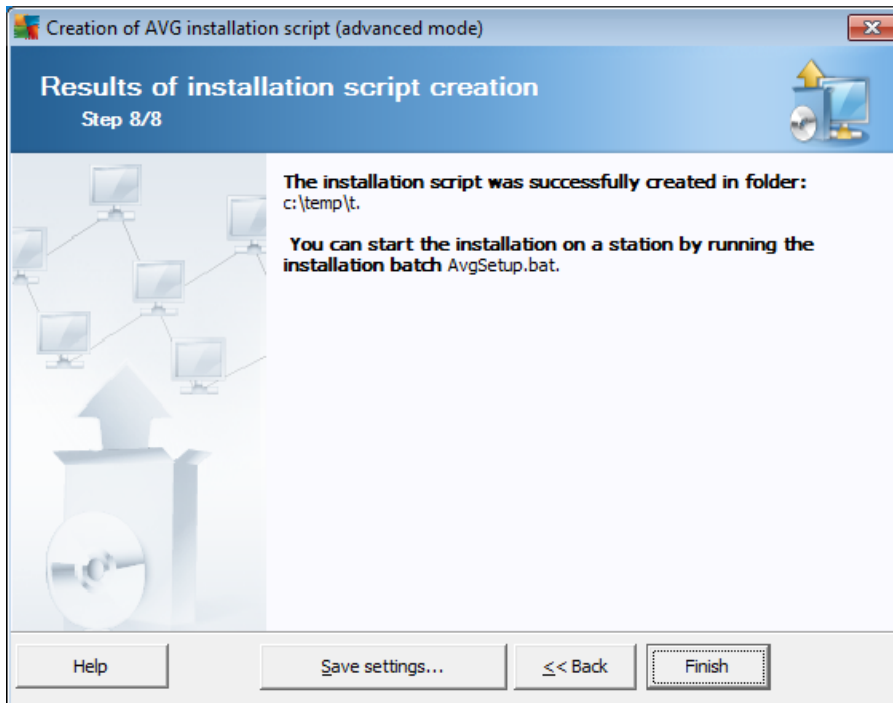 Creation of AVG installation script (advanced mode)
Results of installation script creation
Step 8/8
The installation script was successfully created in folder:
c:\temp\t.
You can start the installation on a station by running the
installation batch AvgSetup.bat.
Help
Save settings...
<< Back
Finish